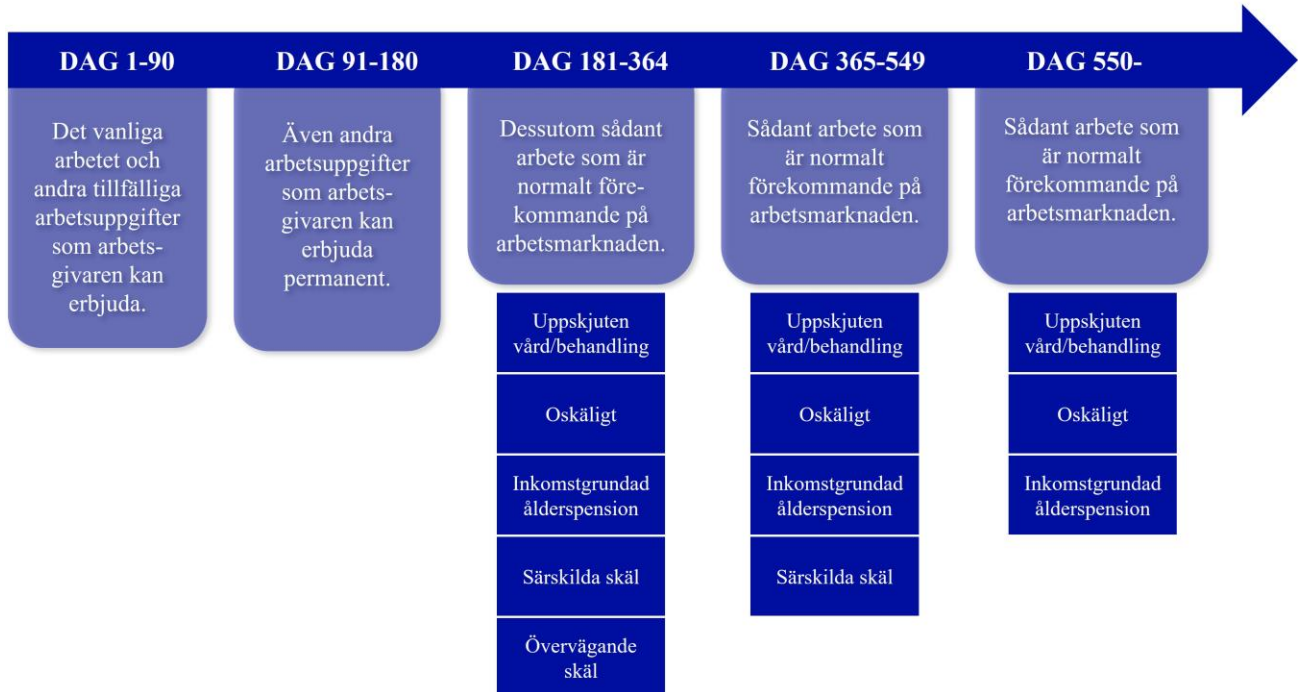 DAG 1-90
DAG 91-180
DAG 181-364
DAG 365-549
DAG 550-
Det vanliga
arbetet och
andra tillfälliga
arbetsuppgifter
som arbets-
givaren kan
erbjuda.
Även andra
arbetsuppgifter
som arbets-
givaren kan
erbjuda
permanent.
Dessutom sådant
arbete som är
normalt före-
kommande på
arbetsmarknaden.
Sådant arbete som
är normalt
förekommande på
arbetsmarknaden.
Sådant arbete som
är normalt
förekommande på
arbetsmarknaden.
Uppskjuten
vård/behandling
Oskäligt
Inkomstgrundad
ålderspension
Särskilda skäl
Övervägande
skäl
Uppskjuten
vård/behandling
Oskäligt
Inkomstgrundad
ålderspension
Särskilda skäl
Uppskjuten
vård/behandling
Oskäligt
Inkomstgrundad
ålderspension